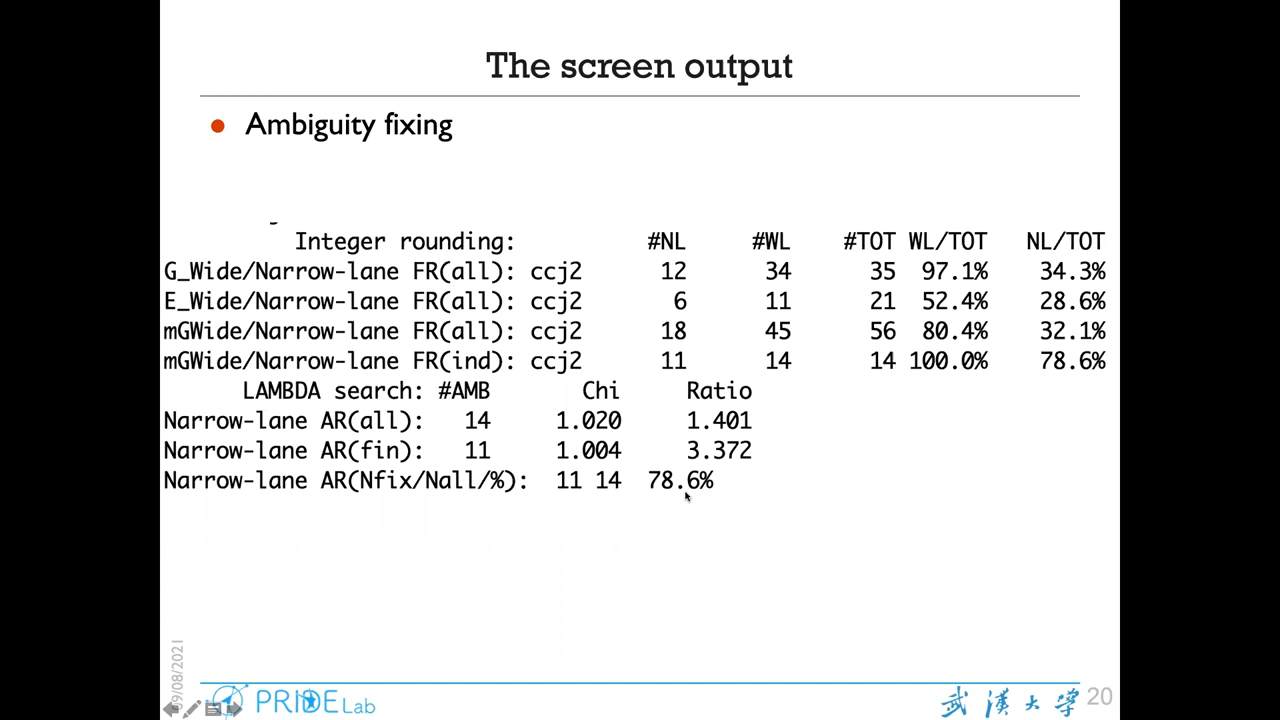 The screen output
Ambiguity fixing
Integer rounding: #NL #WL #TOT WL/TOT NL/TOT
G_Wide/Narrow-lane FR(all): ccj2 12 34 35 97.1% 34.3%
E_Wide/Narrow-lane FR(all): ccj2 6 11 21 52.4% 28.6%
mGWide/Narrow-lane FR(all): ccj2 18 45 56 80.4% 32.1%
mGWide/Narrow-lane FR(ind): ccj2 11 14 14 100.0% 78.6%
LAMBDA search: #AMB Chi Ratio
Narrow-lane AR(all): 14 1.020 1.401
Narrow-lane AR(fin): 11 1.004 3.372
Narrow-lane AR(Nfix/Nall/%): 11 14 78.6%
09/08/2021
PRIDE Lab
武漢大學
20